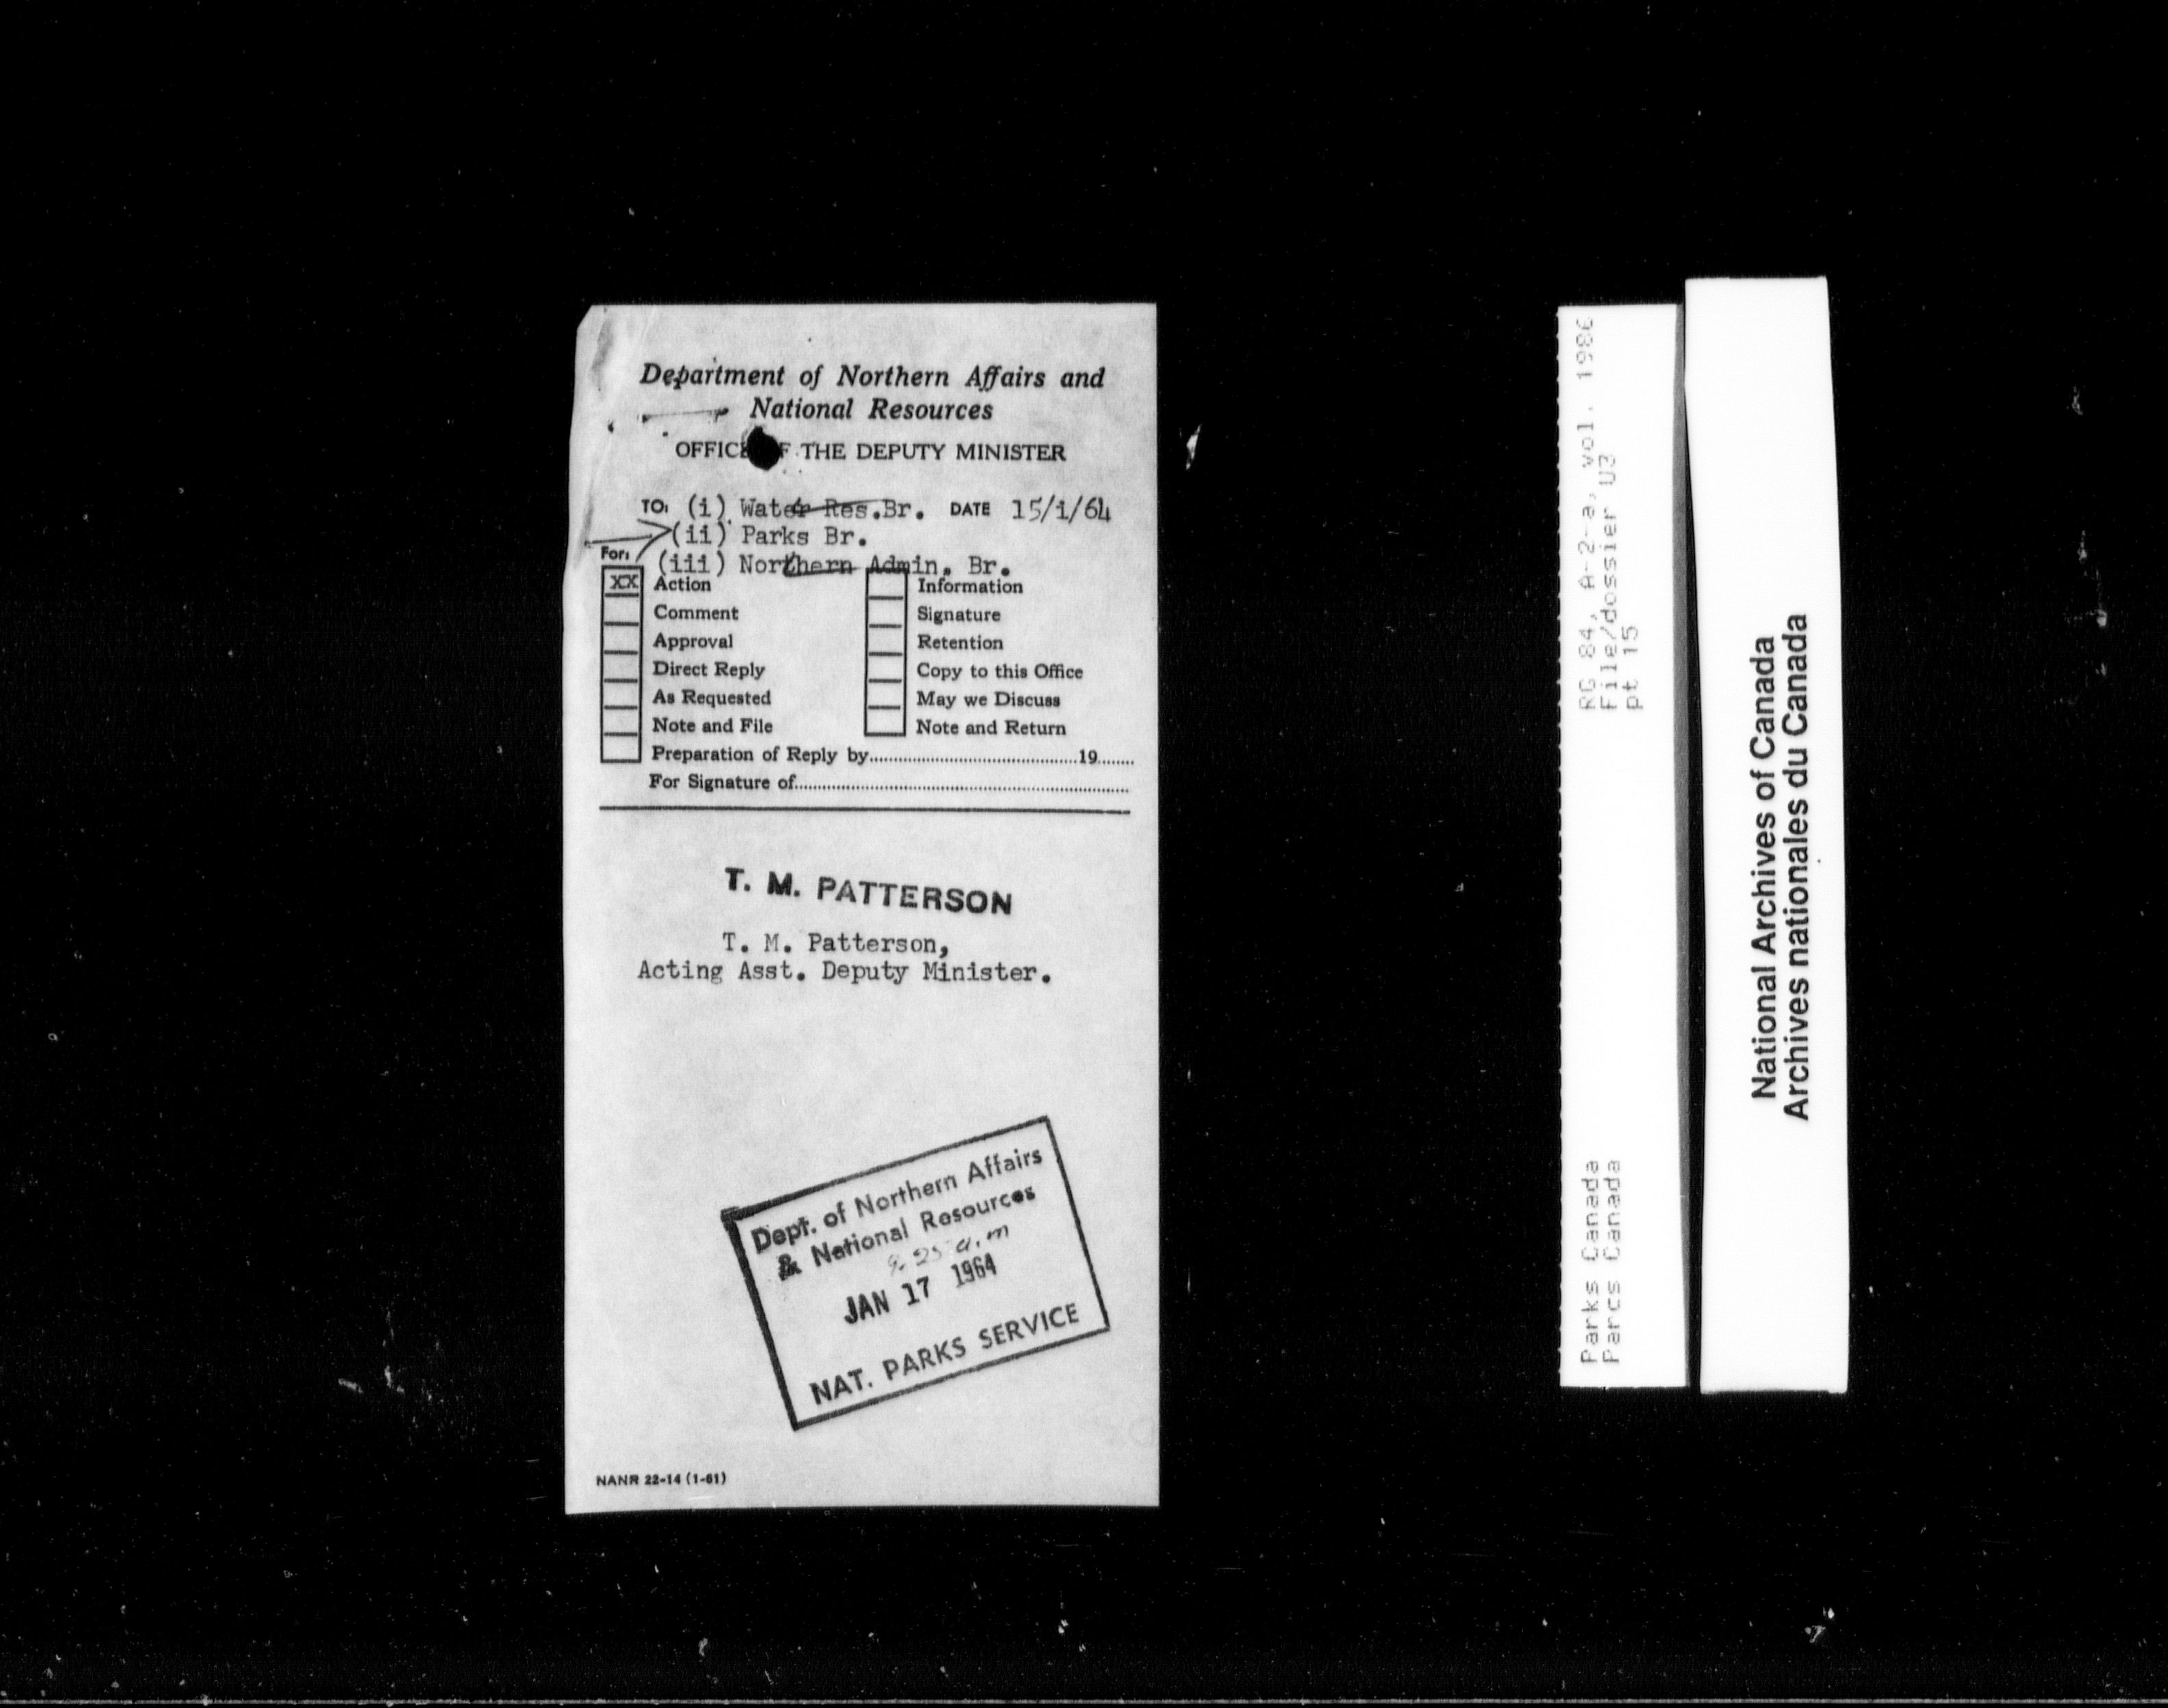 Department of Northern Affairs and
National Resources
OFFICE OF THE DEPUTY MINISTER
TO: (i) Water Res. Br. DATE 15/1/64
(ii) Parks Br.
For: (iii) Northern Admin. Br.
XX Action Information
Comment Signature
Approval Retention
Direct Reply Copy to this Office
As Requested May we Discuss
Note and File Note and Return
Preparation of Reply by 19
For Signature of
T. M. PATTERSON
T. M. Patterson,
Acting Asst. Deputy Minister.
Dept. of Northern Affairs
& National Resources
9.25 a.m
JAN 17 1964
NAT. PARKS SERVICE
NANR 22-14 (1-61)
RG 84, A-2-a, vol. 1986
File/dossier U3
pt 15
Parks Canada
Parcs Canada
National Archives of Canada
Archives nationales du Canada